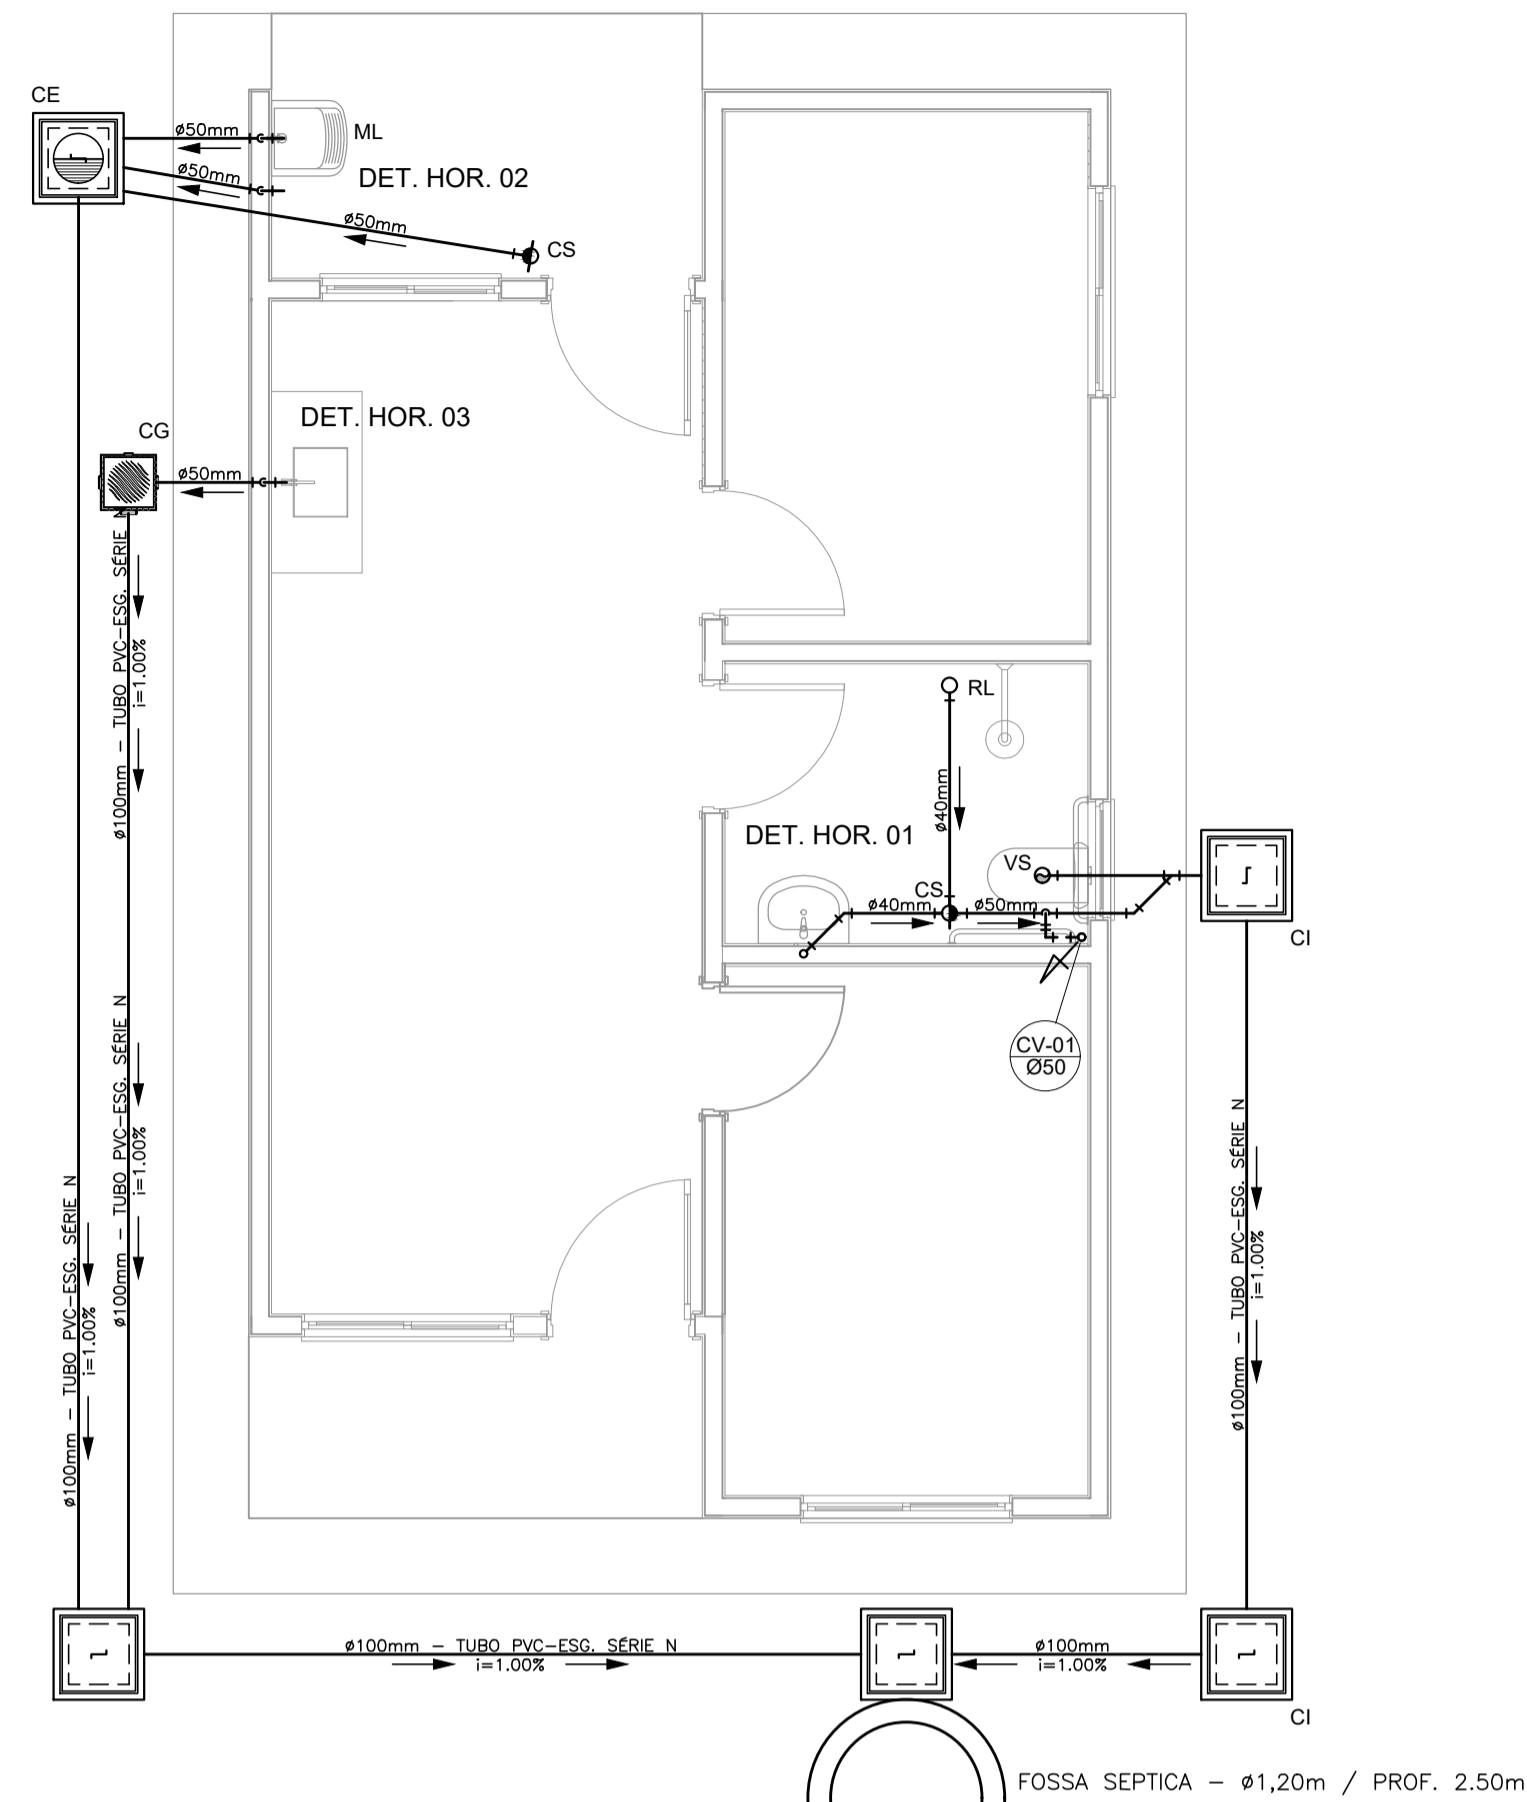 CE
ø50mm
ML
DET. HOR. 02
ø50mm
ø50mm
CS
DET. HOR. 03
CG
ø50mm
ø100mm – TUBO PVC–ESG. SÉRIE
i=1.00%
RL
ø40mm
DET. HOR. 01
VS
CS
ø40mm
ø50mm
CI
CV-01
Ø50
ø100mm – TUBO PVC–ESG. SÉRIE N
i=1.00%
ø100mm – TUBO PVC–ESG. SÉRIE N
i=1.00%
ø100mm – TUBO PVC–ESG. SÉRIE N
i=1.00%
ø100mm – TUBO PVC–ESG. SÉRIE N
i=1.00%
ø100mm
i=1.00%
CI
FOSSA SEPTICA – ø1,20m / PROF. 2.50m